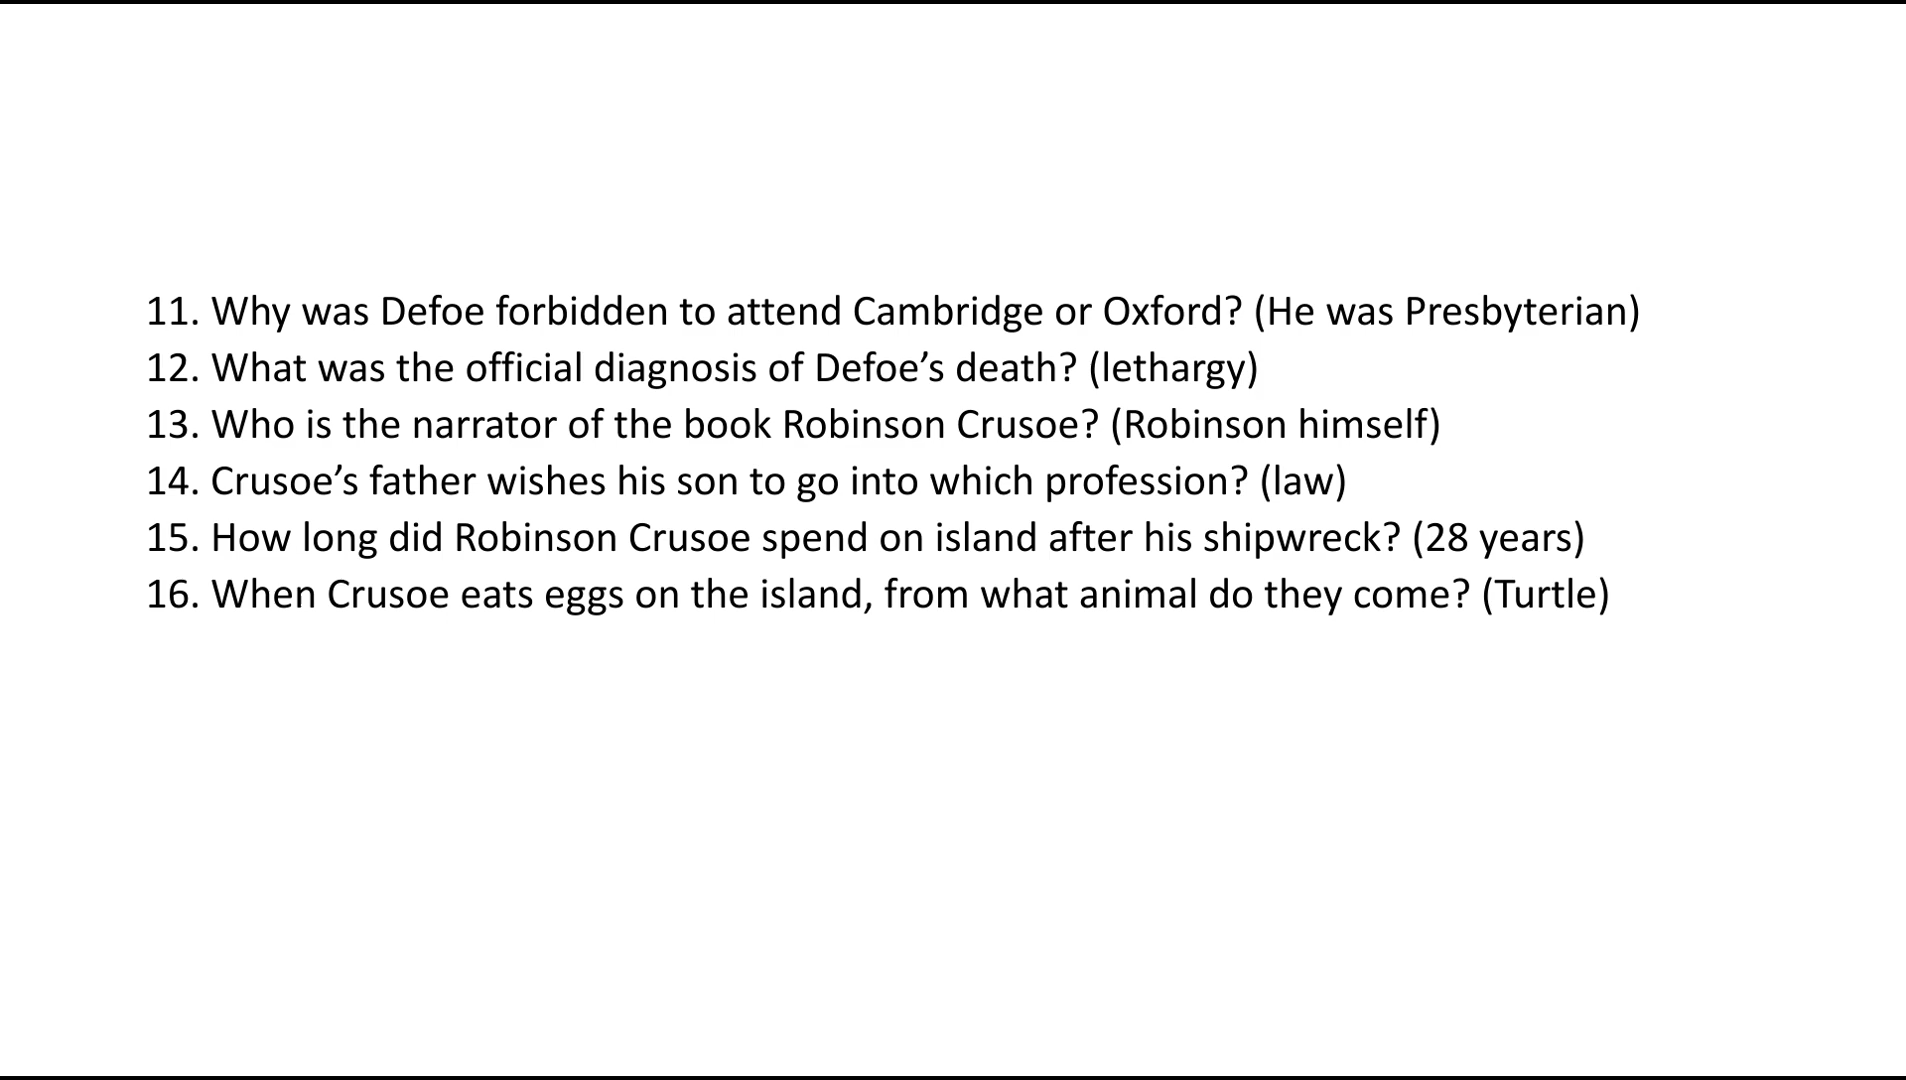 11. Why was Defoe forbidden to attend Cambridge or Oxford? (He was Presbyterian)
12. What was the official diagnosis of Defoe’s death? (lethargy)
13. Who is the narrator of the book Robinson Crusoe? (Robinson himself)
14. Crusoe’s father wishes his son to go into which profession? (law)
15. How long did Robinson Crusoe spend on island after his shipwreck? (28 years)
16. When Crusoe eats eggs on the island, from what animal do they come? (Turtle)